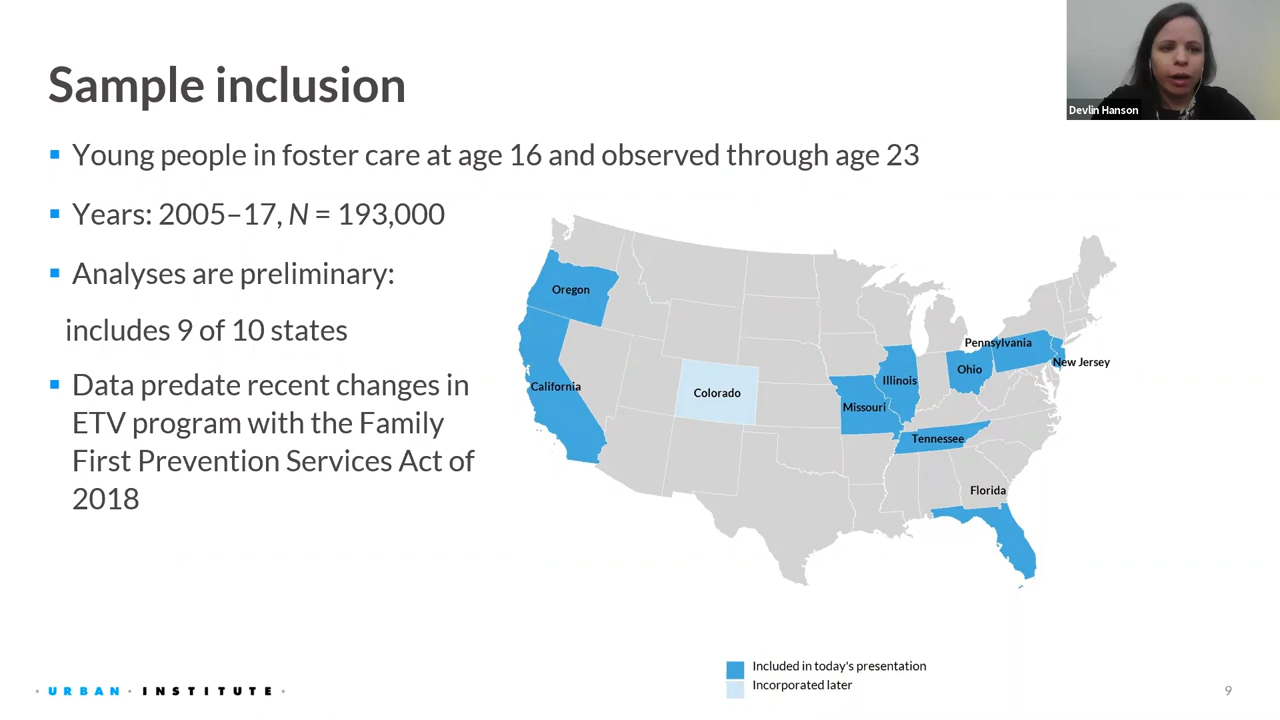 Devlin Hanson
Sample inclusion
▪ Young people in foster care at age 16 and observed through age 23
▪ Years: 2005–17, N = 193,000
▪ Analyses are preliminary:
includes 9 of 10 states
▪ Data predate recent changes in
ETV program with the Family
First Prevention Services Act of
2018
Oregon
California
Colorado
Missouri
Illinois
Ohio
Pennsylvania
New Jersey
Tennessee
Florida
Included in today's presentation
Incorporated later
· URBAN · INSTITUTE ·
9